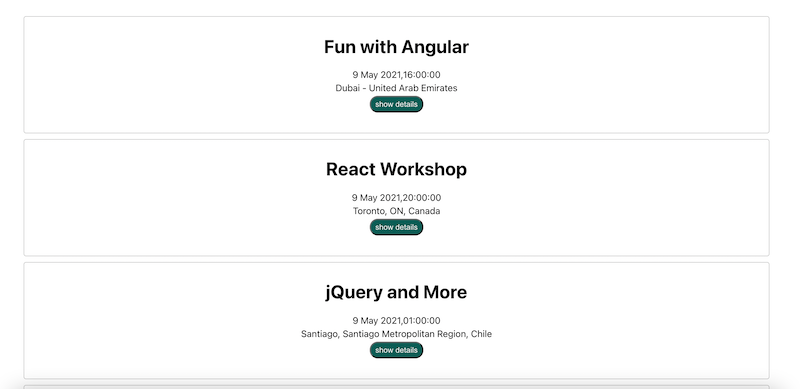 Fun with Angular
9 May 2021,16:00:00
Dubai - United Arab Emirates
show details
React Workshop
9 May 2021,20:00:00
Toronto, ON, Canada
show details
jQuery and More
9 May 2021,01:00:00
Santiago, Santiago Metropolitan Region, Chile
show details